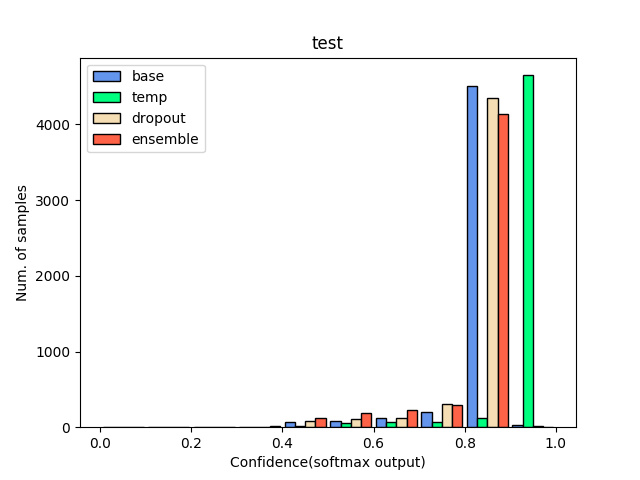 test
base
temp
dropout
ensemble
Num. of samples
4000
3000
2000
1000
0
0.0 0.2 0.4 0.6 0.8 1.0
Confidence(softmax output)